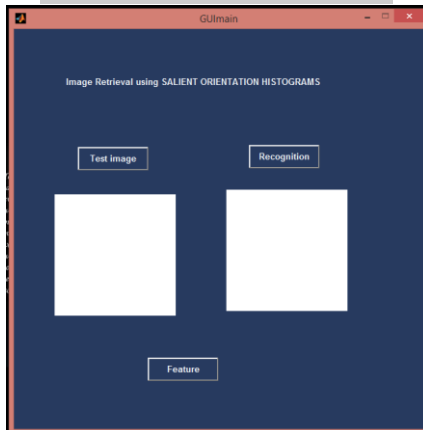 GUImain
Image Retrieval using SALIENT ORIENTATION HISTOGRAMS
Test image
Recognition
Feature